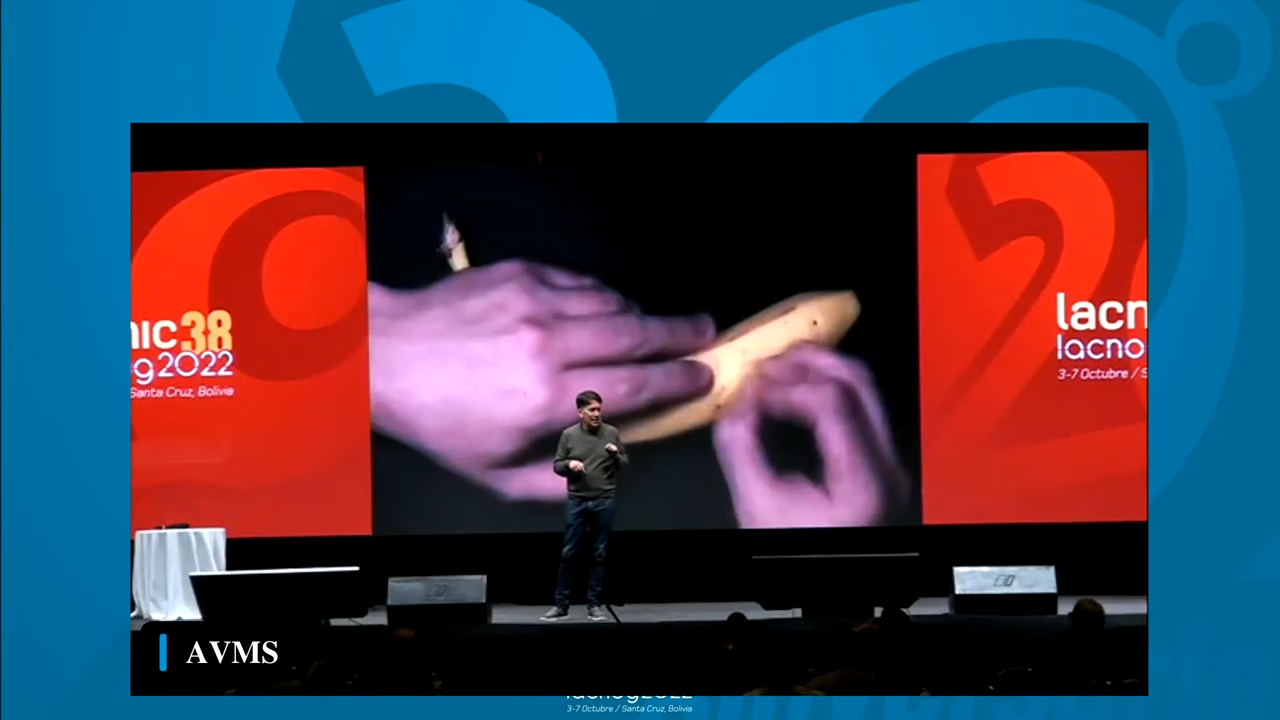 nic38
g2022
Santa Cruz, Bolivia
lacn
lacno
3-7 Octubre / S
AVMS
lacnog2022
3-7 Octubre / Santa Cruz, Bolivia